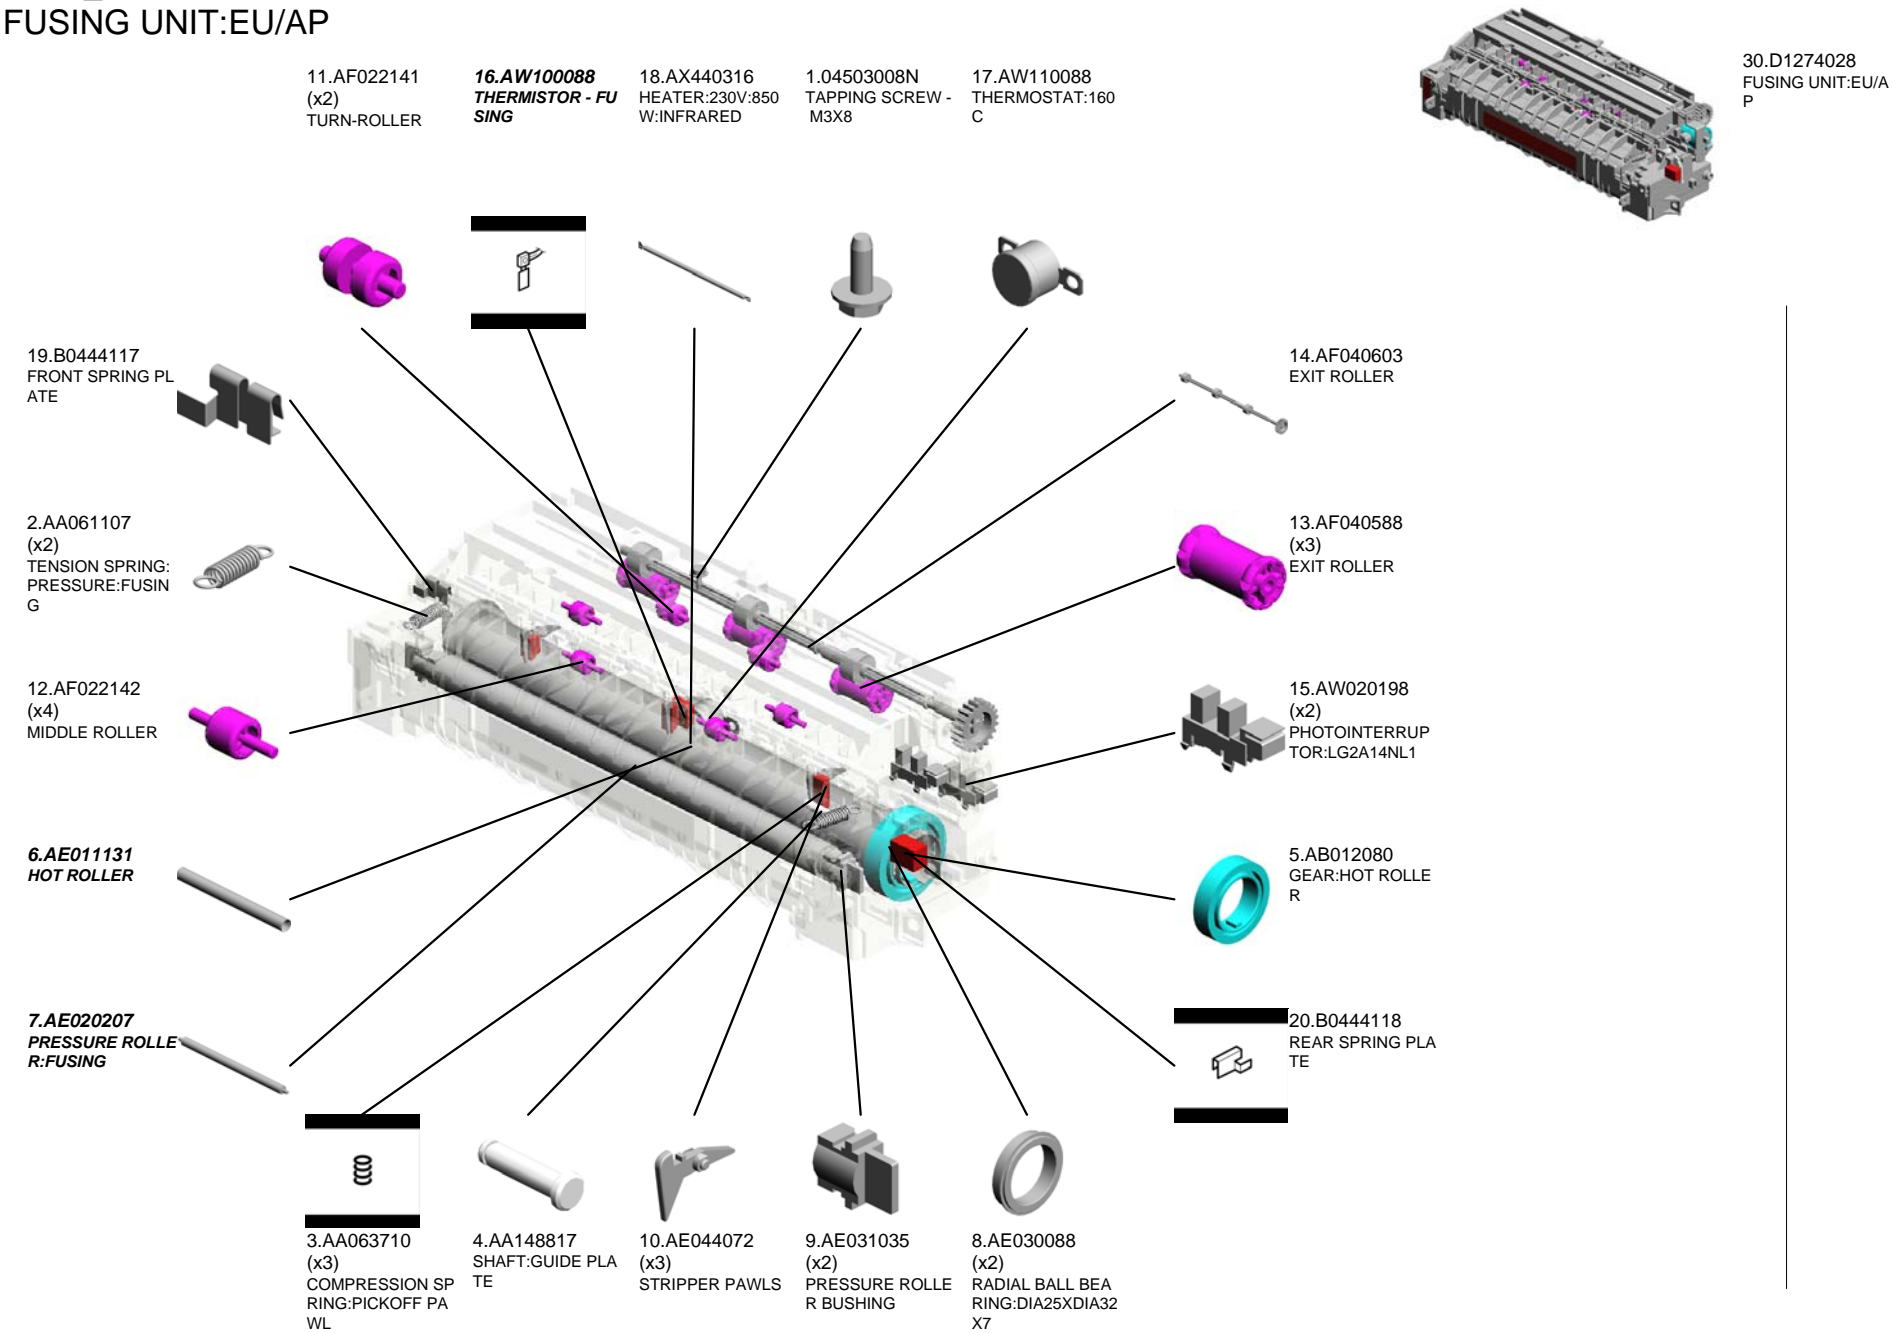 FUSING UNIT:EU/AP
11.AF022141
(x2)
TURN-ROLLER
16.AW100088
THERMISTOR - FU
SING
18.AX440316
HEATER:230V:850
W:INFRARED
1.04503008N
TAPPING SCREW -
M3X8
17.AW110088
THERMOSTAT:160
C
30.D1274028
FUSING UNIT:EU/A
P
19.B0444117
FRONT SPRING PL
ATE
14.AF040603
EXIT ROLLER
2.AA061107
(x2)
TENSION SPRING:
PRESSURE:FUSIN
G
13.AF040588
(x3)
EXIT ROLLER
12.AF022142
(x4)
MIDDLE ROLLER
15.AW020198
(x2)
PHOTOINTERRUP
TOR:LG2A14NL1
6.AE011131
HOT ROLLER
5.AB012080
GEAR:HOT ROLLE
R
7.AE020207
PRESSURE ROLLE
R:FUSING
20.B0444118
REAR SPRING PLA
TE
3.AA063710
(x3)
COMPRESSION SP
RING:PICKOFF PA
WL
4.AA148817
SHAFT:GUIDE PLA
TE
10.AE044072
(x3)
STRIPPER PAWLS
9.AE031035
(x2)
PRESSURE ROLLE
R BUSHING
8.AE030088
(x2)
RADIAL BALL BEA
RING:DIA25XDIA32
X7